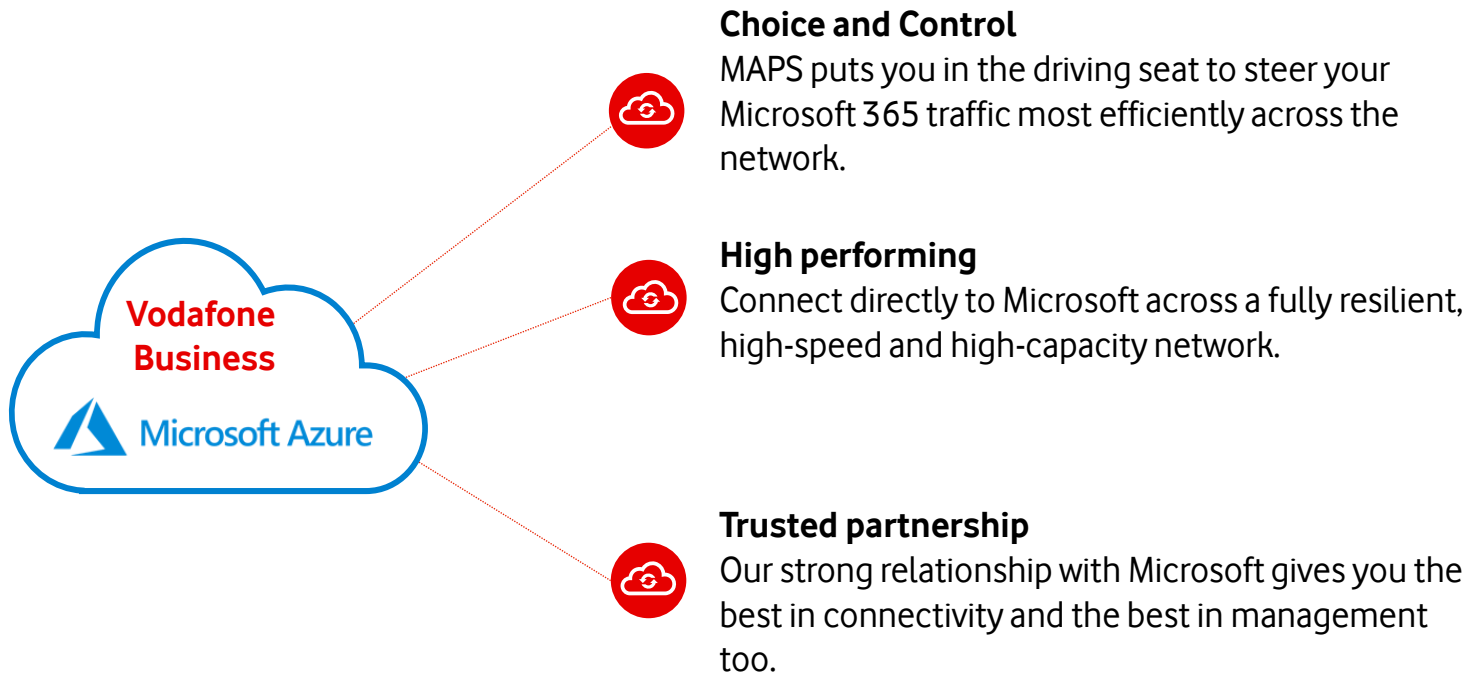 Choice and Control
MAPS puts you in the driving seat to steer your
Microsoft 365 traffic most efficiently across the
network.
High performing
Connect directly to Microsoft across a fully resilient,
high-speed and high-capacity network.
Vodafone
Business
Microsoft Azure
Trusted partnership
Our strong relationship with Microsoft gives you the
best in connectivity and the best in management
too.